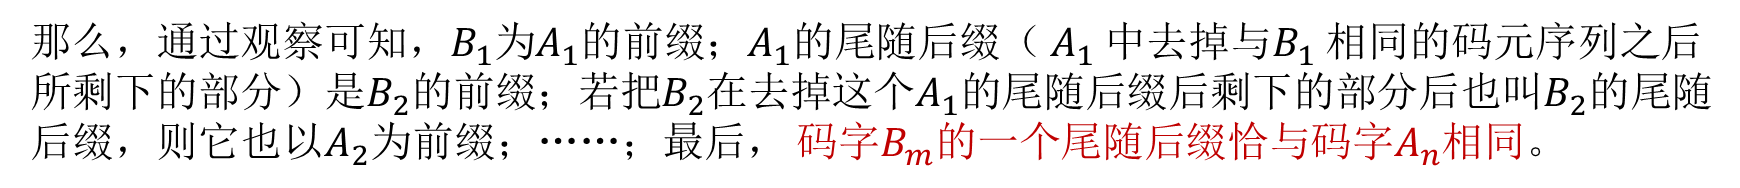 那么，通过观察可知，B₁为A₁的前缀；A₁的尾随后缀（A₁中去掉与B₁相同的码元序列之后
所剩下的部分）是B₂的前缀；若把B₂在去掉这个A₁的尾随后缀后剩下的部分后也叫B₂的尾随
后缀，则它也以A₂为前缀；……；最后，码字Bₘ的一个尾随后缀恰与码字Aₙ相同。